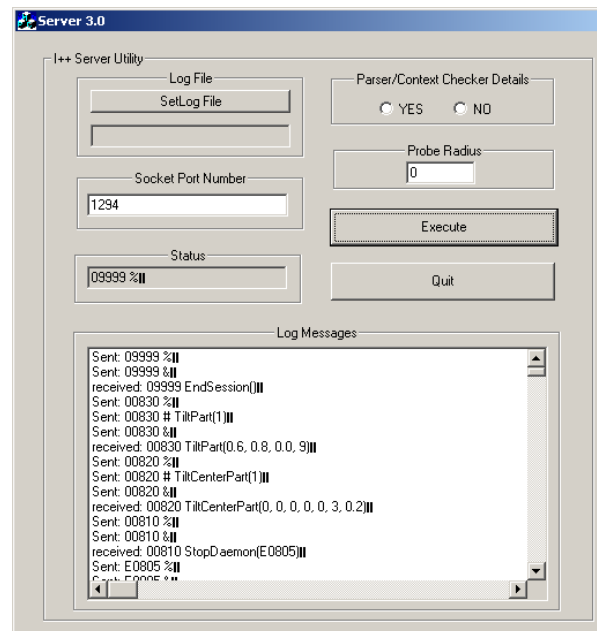 Server 3.0
I++ Server Utility
Log File
SetLog File
Parser/Context Checker Details
YES NO
Probe Radius
0
Socket Port Number
1294
Execute
Status
09999 %
Quit
Log Messages
Sent: 09999 %
Sent: 09999 &
received: 09999 EndSession()
Sent: 00830 %
Sent: 00830 # TiltPart(1)
Sent: 00830 &
received: 00830 TiltPart(0.6, 0.8, 0.0, 9)
Sent: 00820 %
Sent: 00820 # TiltCenterPart(1)
Sent: 00820 &
received: 00820 TiltCenterPart(0, 0, 0, 0, 0, 3, 0.2)
Sent: 00810 %
Sent: 00810 &
received: 00810 StopDaemon(E0805)
Sent: E0805 %
Sent: E0805 &